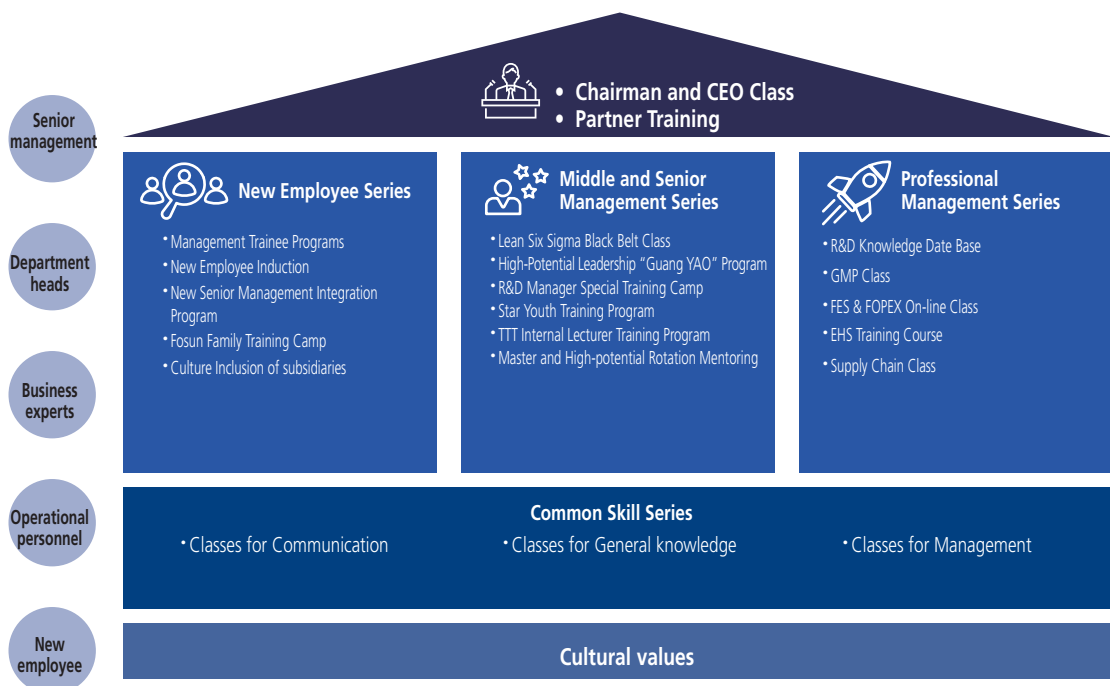 • Chairman and CEO Class
• Partner Training
Senior
management
Department
heads
Business
experts
Operational
personnel
New
employee
New Employee Series
• Management Trainee Programs
• New Employee Induction
• New Senior Management Integration
Program
• Fosun Family Training Camp
• Culture Inclusion of subsidiaries
Middle and Senior
Management Series
• Lean Six Sigma Black Belt Class
• High-Potential Leadership “Guang YAO” Program
• R&D Manager Special Training Camp
• Star Youth Training Program
• TTT Internal Lecturer Training Program
• Master and High-potential Rotation Mentoring
Professional
Management Series
• R&D Knowledge Date Base
• GMP Class
• FES & FOPEX On-line Class
• EHS Training Course
• Supply Chain Class
Common Skill Series
• Classes for Communication
• Classes for General knowledge
• Classes for Management
Cultural values